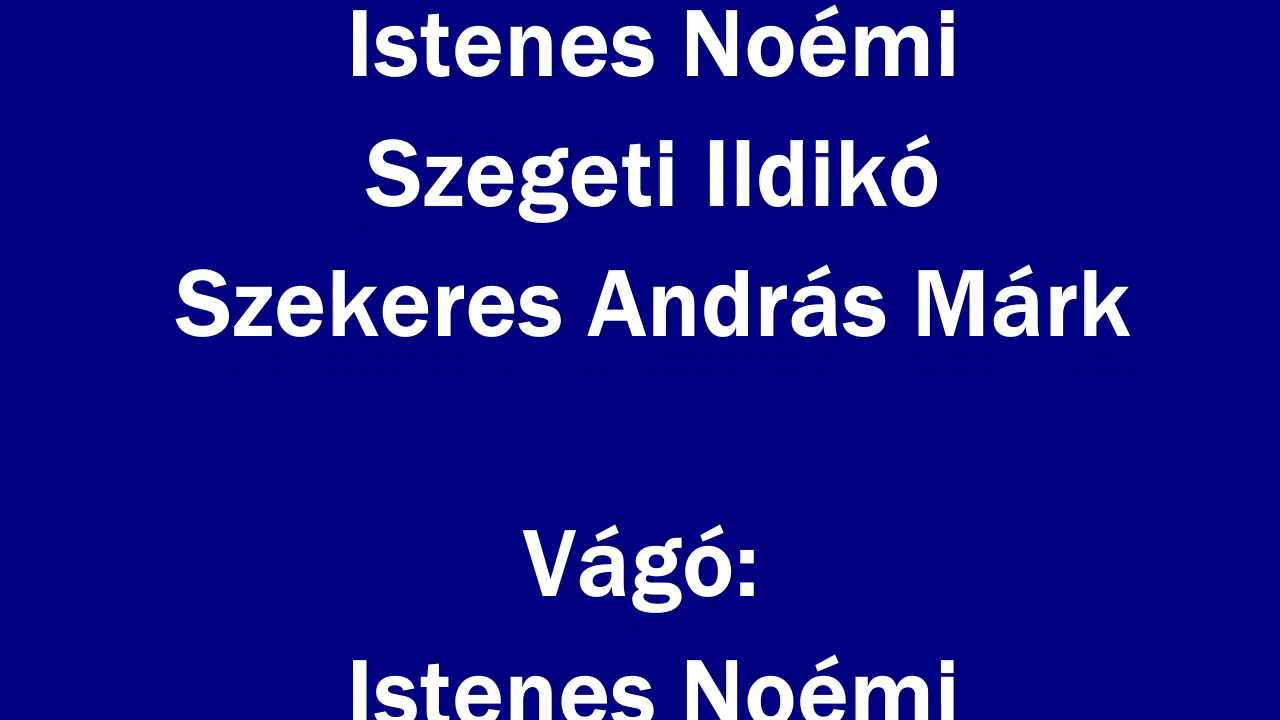 Istenes Noémi
Szegeti Ildikó
Szekeres András Márk
Vágó:
Istenes Noémi